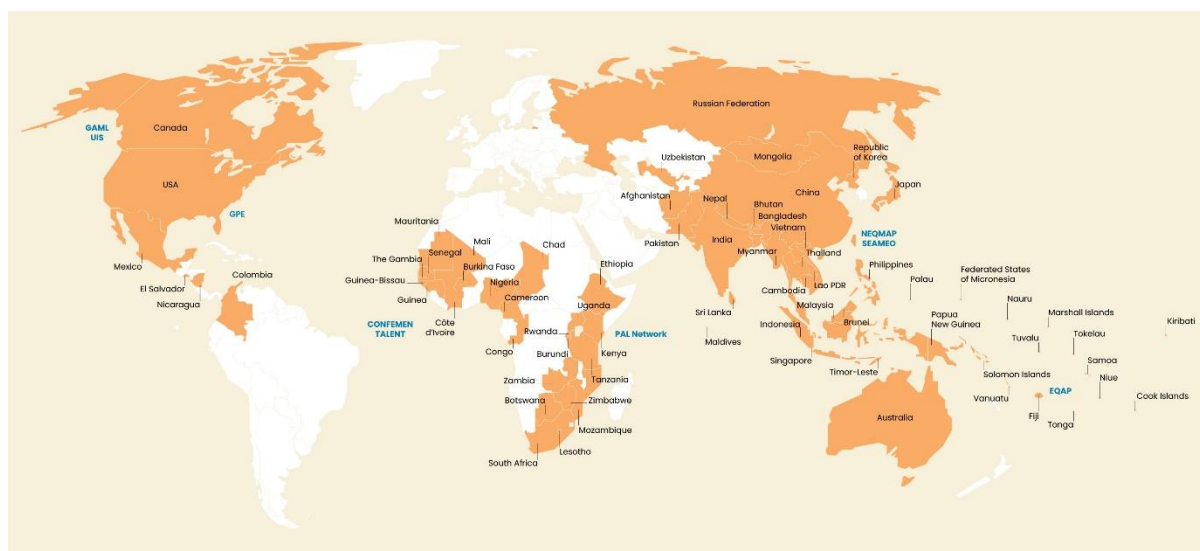 GAML
UIS
Canada
USA
GPE
Mexico
El Salvador
Nicaragua
Colombia
Mauritania
Mali
Chad
Senegal
The Gambia
Burkina Faso
Guinea-Bissau
Nigeria
Guinea
Cameroon
Ethiopia
Uganda
CONFEMEN
TALENT
Côte
d'Ivoire
Rwanda
PAL Network
Congo
Burundi
Kenya
Zambia
Tanzania
Botswana
Zimbabwe
Mozambique
South Africa
Lesotho
Russian Federation
Uzbekistan
Mongolia
Republic
of Korea
Afghanistan
Nepal
China
Japan
Bhutan
Bangladesh
Vietnam
Pakistan
India
Myanmar
Thailand
NEQMAP
SEAMEO
Philippines
Cambodia
Lao PDR
Palau
Federated States
of Micronesia
Sri Lanka
Malaysia
Nauru
Maldives
Indonesia
Brunei
Papua
New Guinea
Marshall Islands
Kiribati
Singapore
Tuvalu
Tokelau
Timor-Leste
Solomon Islands
Samoa
Vanuatu
EQAP
Niue
Cook Islands
Australia
Fiji
Tonga